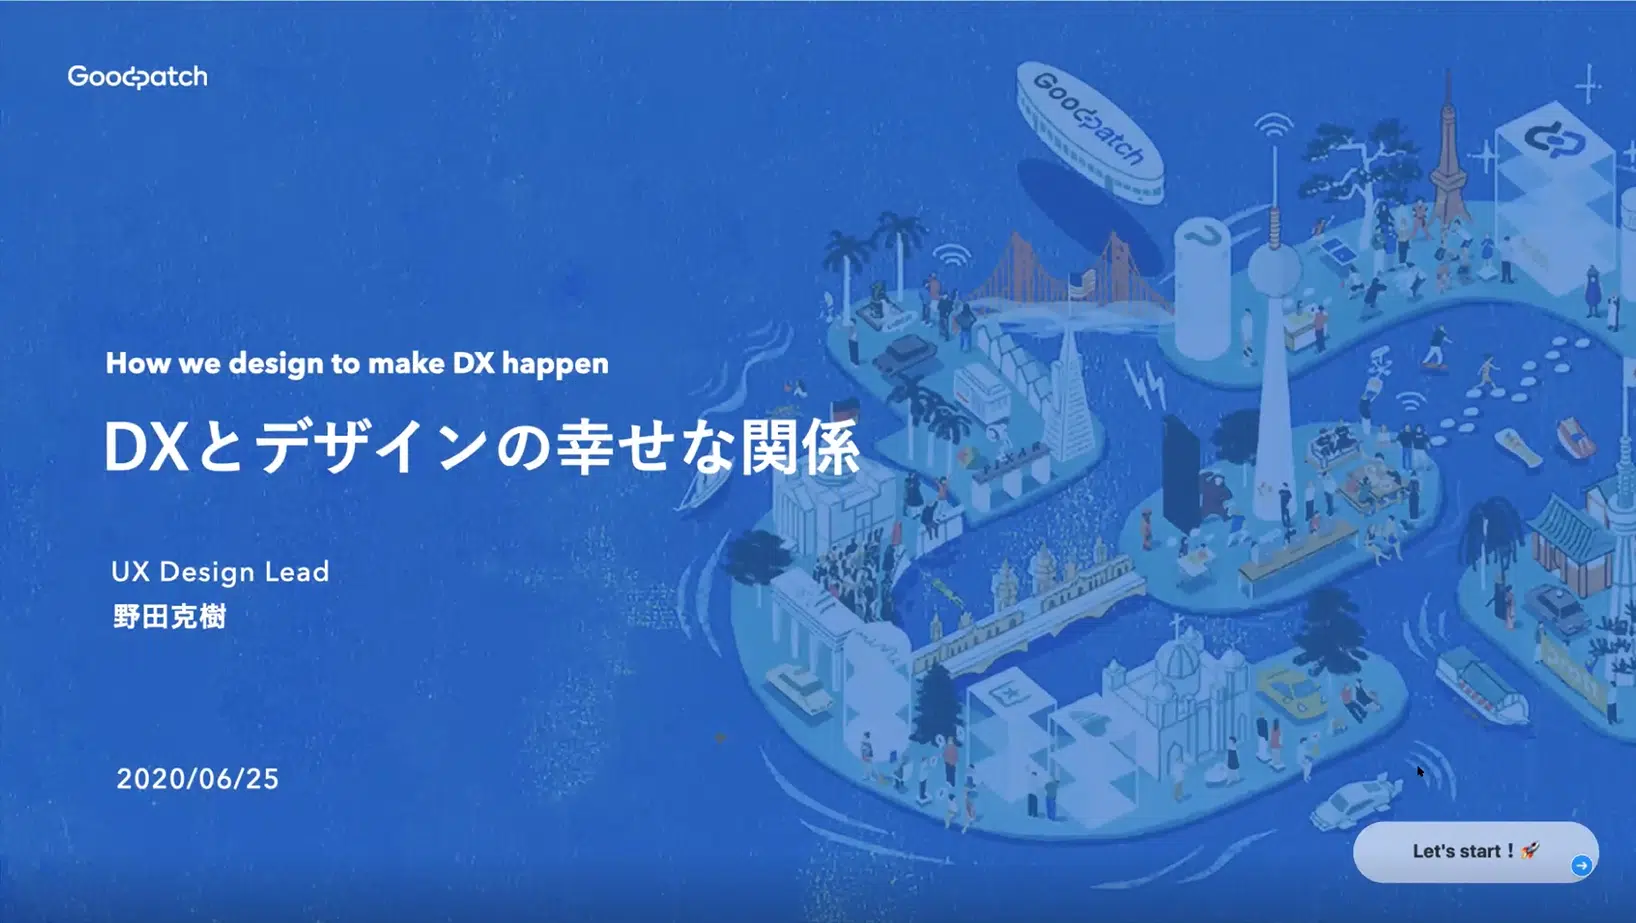 Goodpatch
Goodpatch
How we design to make DX happen
DXとデザインの幸せな関係
UX Design Lead
野田克樹
2020/06/25
Let's start ! 🚀